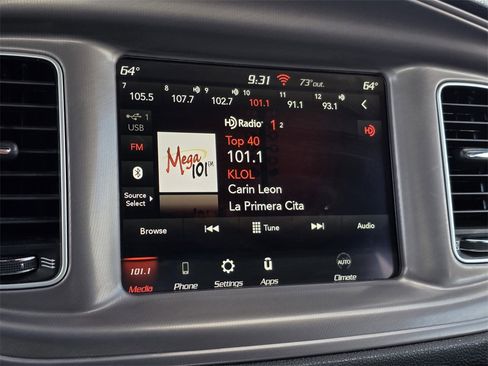 64°
9:31
73°out.
64°
7
105.5
8
107.7
9
102.7
10
101.1
11
91.1
12
93.1
1
USB
HD Radio
1
2
HD
FM
Top 40
101.1
KLOL
Mega
101 FM
Carin Leon
La Primera Cita
Source
Select
Browse
Tune
Audio
AUTO
101.1
Media
Phone
Settings
Apps
Climate